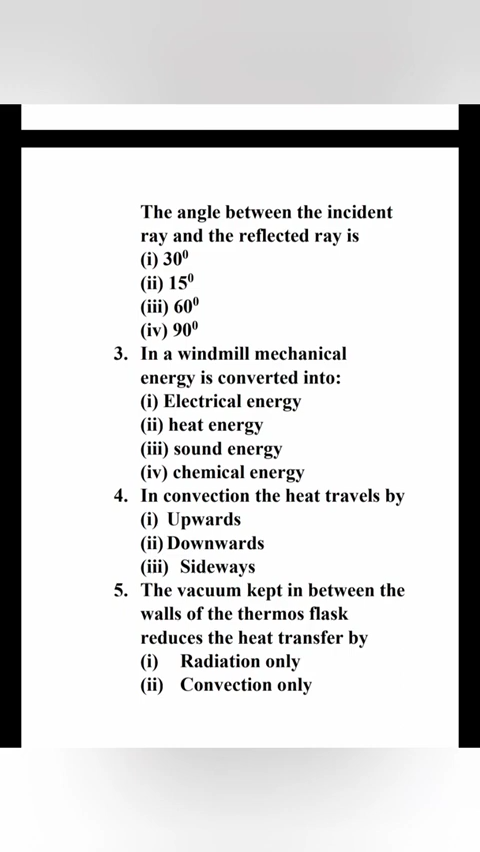 The angle between the incident
ray and the reflected ray is
(i) 30⁰
(ii) 15⁰
(iii) 60⁰
(iv) 90⁰
3. In a windmill mechanical
energy is converted into:
(i) Electrical energy
(ii) heat energy
(iii) sound energy
(iv) chemical energy
4. In convection the heat travels by
(i) Upwards
(ii) Downwards
(iii) Sideways
5. The vacuum kept in between the
walls of the thermos flask
reduces the heat transfer by
(i) Radiation only
(ii) Convection only